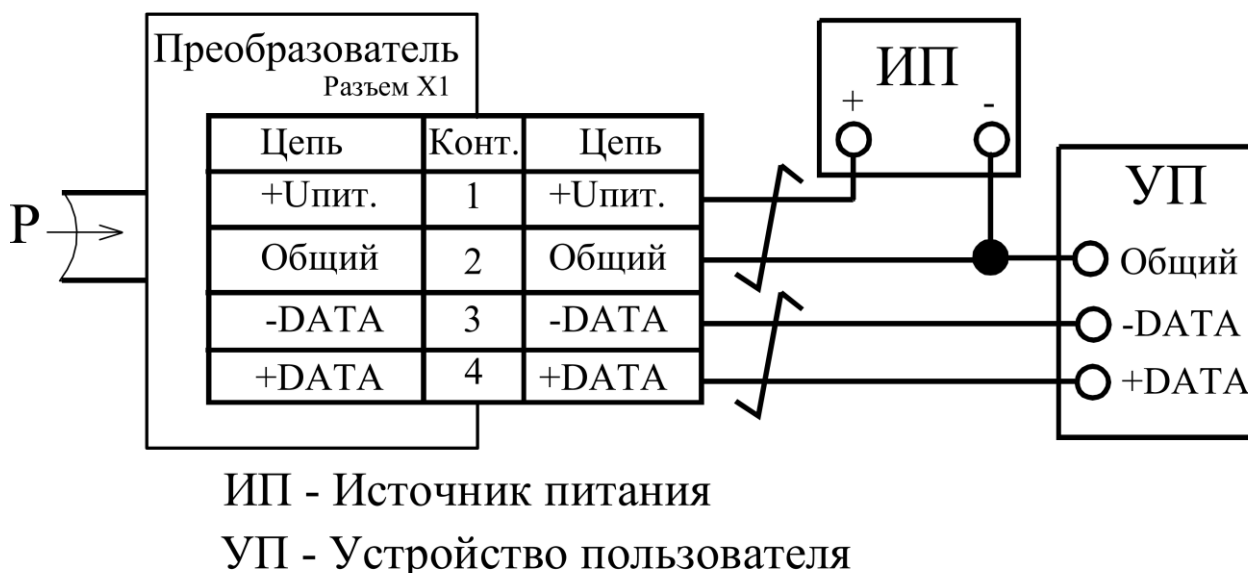 Преобразователь
Разъем X1
Цепь Конт. Цепь
+Uпит. 1 +Uпит.
Общий 2 Общий
-DATA 3 -DATA
+DATA 4 +DATA
P
ИП
+ -
УП
Общий
-DATA
+DATA
ИП - Источник питания
УП - Устройство пользователя